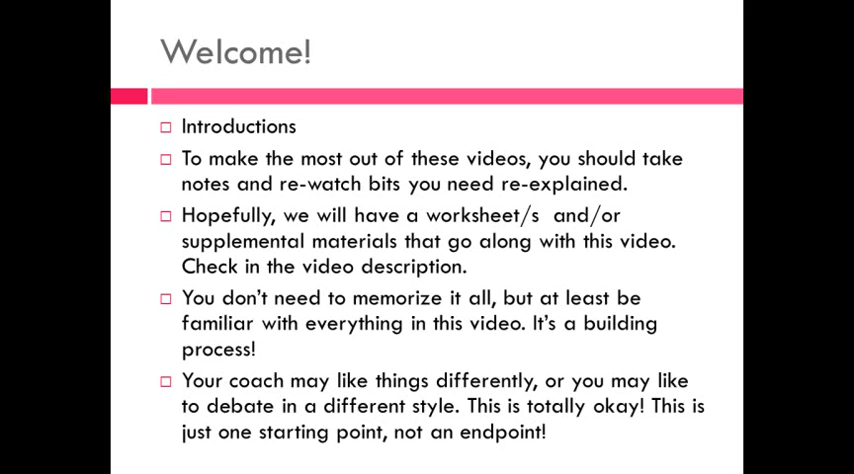 Welcome!
Introductions
To make the most out of these videos, you should take
notes and re-watch bits you need re-explained.
Hopefully, we will have a worksheet/s and/or
supplemental materials that go along with this video.
Check in the video description.
You don't need to memorize it all, but at least be
familiar with everything in this video. It's a building
process!
Your coach may like things differently, or you may like
to debate in a different style. This is totally okay! This is
just one starting point, not an endpoint!